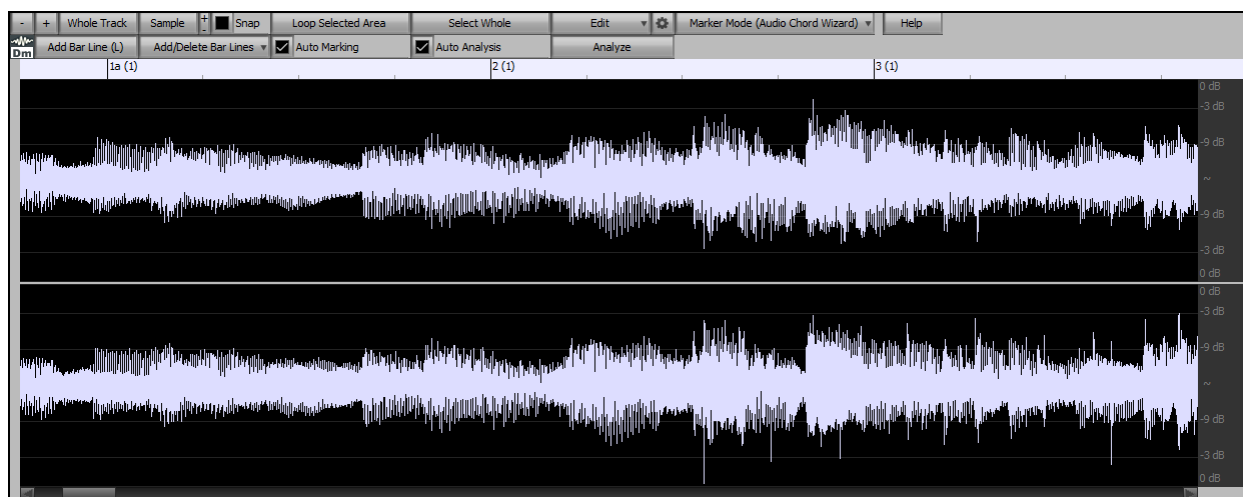 - + Whole Track Sample + - Snap Loop Selected Area Select Whole Edit Marker Mode (Audio Chord Wizard) Help
Dm Add Bar Line (L) Add/Delete Bar Lines Auto Marking Auto Analysis Analyze
1a (1) 2 (1) 3 (1)
0 dB
-3 dB
-9 dB
~
-9 dB
-3 dB
0 dB
0 dB
-3 dB
-9 dB
~
-9 dB
-3 dB
0 dB